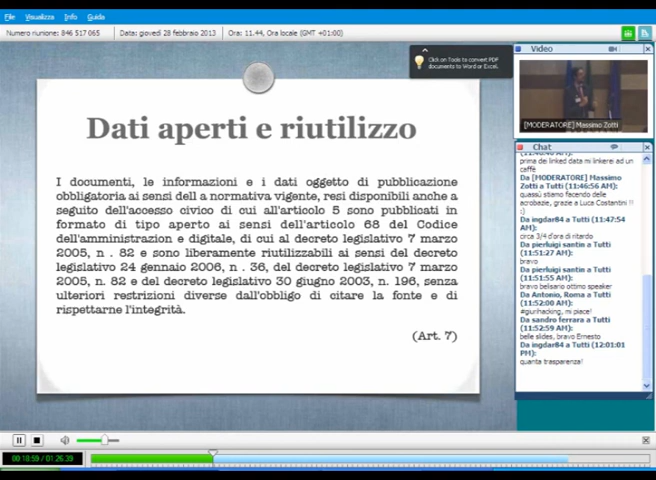 File Visualizza Info Guida
Numero riunione: 846 517 065 Data: giovedì 28 febbraio 2013 Ora: 11.44, Ora locale (GMT +01:00)
Click on Tools to convert PDF
documents to Word or Excel.
Dati aperti e riutilizzo
I documenti, le informazioni e i dati oggetto di pubblicazione
obbligatoria ai sensi dell a normativa vigente, resi disponibili anche a
seguito dell'accesso civico di cui all'articolo 5 sono pubblicati in
formato di tipo aperto ai sensi dell'articolo 68 del Codice
dell'amministrazion e digitale, di cui al decreto legislativo 7 marzo
2005, n . 82 e sono liberamente riutilizzabili ai sensi del decreto
legislativo 24 gennaio 2006, n . 36, del decreto legislativo 7 marzo
2005, n. 82 e del decreto legislativo 30 giugno 2003, n. 196, senza
ulteriori restrizioni diverse dall'obbligo di citare la fonte e di
rispettarne l'integrità.
(Art. 7)
Video
[MODERATORE] Massimo Zotti
Chat
prima dei linked data mi linkerei ad un
caffè
Da [MODERATORE] Massimo
Zotti a Tutti (11:46:56 AM):
quassù stiamo facendo delle
acrobazie, grazie a Luca Costantini !!
:)
Da ingdar84 a Tutti (11:47:54
AM):
circa 3/4 d'ora di ritardo
Da pierluigi santin a Tutti
(11:51:27 AM):
bravo
Da pierluigi santin a Tutti
(11:51:55 AM):
bravo belsario ottimo speaker
Da Antonio, Roma a Tutti
(11:52:00 AM):
#giurihacking, mi piace!
Da sandro ferrara a Tutti
(11:52:59 AM):
belle slides, bravo Ernesto
Da ingdar84 a Tutti (12:01:01
PM):
quanta trasparenza!
00:18:59 / 01:26:39